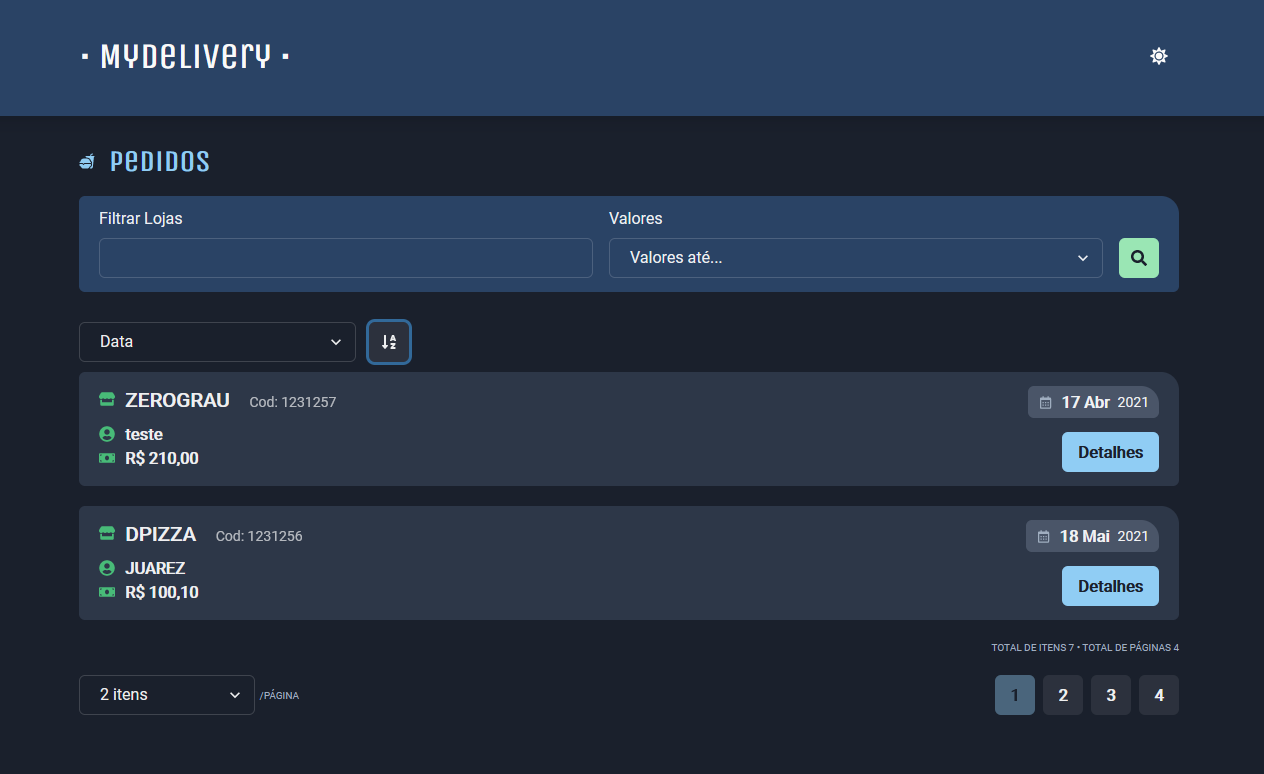 · MYDELIVERY ·
PEDIDOS
Filtrar Lojas
Valores
Valores até...
Data
ZEROGRAU Cod: 1231257
17 Abr 2021
teste
R$ 210,00
Detalhes
DPIZZA Cod: 1231256
18 Mai 2021
JUAREZ
R$ 100,10
Detalhes
TOTAL DE ITENS 7 • TOTAL DE PÁGINAS 4
2 itens /PÁGINA
1 2 3 4